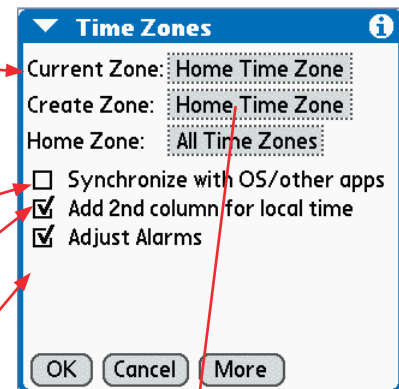 Time Zones
Current Zone: Home Time Zone
Create Zone: Home Time Zone
Home Zone: All Time Zones
Synchronize with OS/other apps
Add 2nd column for local time
Adjust Alarms
OK Cancel More